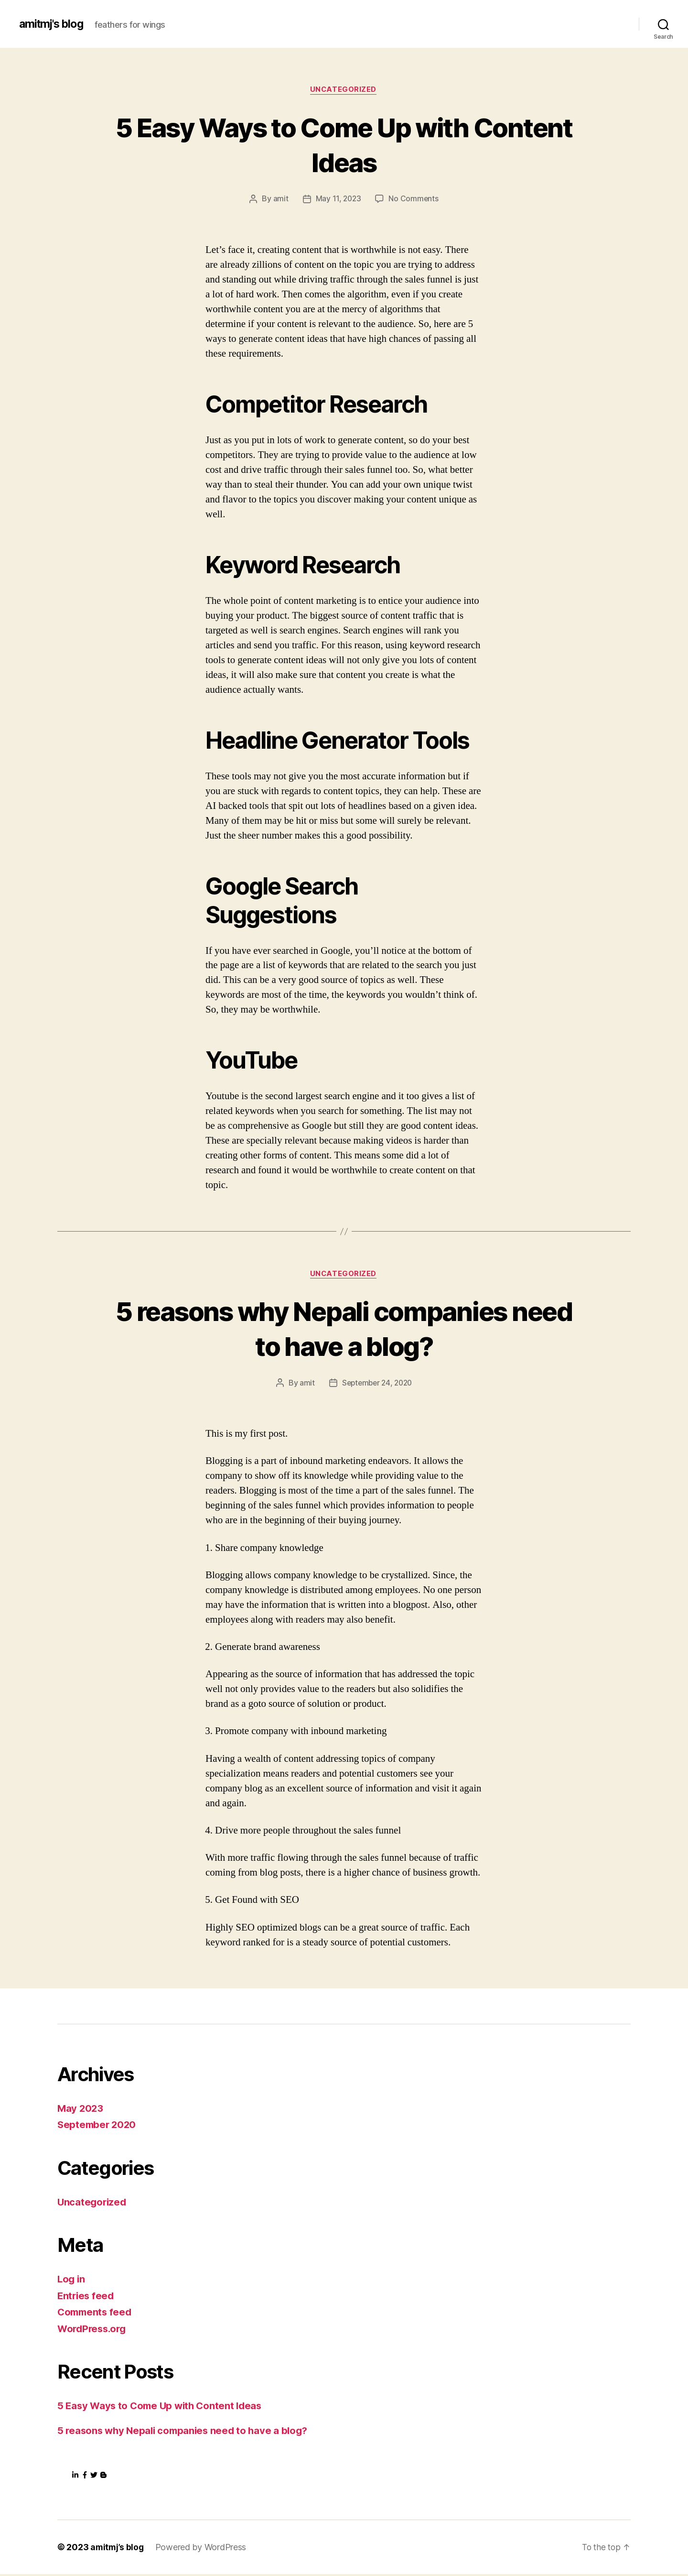 amitmj's blog
feathers for wings
Search
UNCATEGORIZED
5 Easy Ways to Come Up with Content
Ideas
By amit
May 11, 2023
No Comments
Let’s face it, creating content that is worthwhile is not easy. There
are already zillions of content on the topic you are trying to address
and standing out while driving traffic through the sales funnel is just
a lot of hard work. Then comes the algorithm, even if you create
worthwhile content you are at the mercy of algorithms that
determine if your content is relevant to the audience. So, here are 5
ways to generate content ideas that have high chances of passing all
these requirements.
Competitor Research
Just as you put in lots of work to generate content, so do your best
competitors. They are trying to provide value to the audience at low
cost and drive traffic through their sales funnel too. So, what better
way than to steal their thunder. You can add your own unique twist
and flavor to the topics you discover making your content unique as
well.
Keyword Research
The whole point of content marketing is to entice your audience into
buying your product. The biggest source of content traffic that is
targeted as well is search engines. Search engines will rank you
articles and send you traffic. For this reason, using keyword research
tools to generate content ideas will not only give you lots of content
ideas, it will also make sure that content you create is what the
audience actually wants.
Headline Generator Tools
These tools may not give you the most accurate information but if
you are stuck with regards to content topics, they can help. These are
AI backed tools that spit out lots of headlines based on a given idea.
Many of them may be hit or miss but some will surely be relevant.
Just the sheer number makes this a good possibility.
Google Search
Suggestions
If you have ever searched in Google, you’ll notice at the bottom of
the page are a list of keywords that are related to the search you just
did. This can be a very good source of topics as well. These
keywords are most of the time, the keywords you wouldn’t think of.
So, they may be worthwhile.
YouTube
Youtube is the second largest search engine and it too gives a list of
related keywords when you search for something. The list may not
be as comprehensive as Google but still they are good content ideas.
These are specially relevant because making videos is harder than
creating other forms of content. This means some did a lot of
research and found it would be worthwhile to create content on that
topic.
//
UNCATEGORIZED
5 reasons why Nepali companies need
to have a blog?
By amit
September 24, 2020
This is my first post.
Blogging is a part of inbound marketing endeavors. It allows the
company to show off its knowledge while providing value to the
readers. Blogging is most of the time a part of the sales funnel. The
beginning of the sales funnel which provides information to people
who are in the beginning of their buying journey.
1. Share company knowledge
Blogging allows company knowledge to be crystallized. Since, the
company knowledge is distributed among employees. No one person
may have the information that is written into a blogpost. Also, other
employees along with readers may also benefit.
2. Generate brand awareness
Appearing as the source of information that has addressed the topic
well not only provides value to the readers but also solidifies the
brand as a goto source of solution or product.
3. Promote company with inbound marketing
Having a wealth of content addressing topics of company
specialization means readers and potential customers see your
company blog as an excellent source of information and visit it again
and again.
4. Drive more people throughout the sales funnel
With more traffic flowing through the sales funnel because of traffic
coming from blog posts, there is a higher chance of business growth.
5. Get Found with SEO
Highly SEO optimized blogs can be a great source of traffic. Each
keyword ranked for is a steady source of potential customers.
Archives
May 2023
September 2020
Categories
Uncategorized
Meta
Log in
Entries feed
Comments feed
WordPress.org
Recent Posts
5 Easy Ways to Come Up with Content Ideas
5 reasons why Nepali companies need to have a blog?
© 2023 amitmj’s blog
Powered by WordPress
To the top ↑